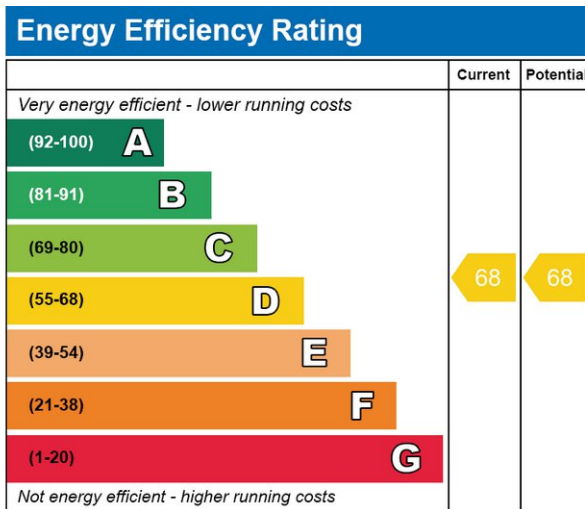 Energy Efficiency Rating
Current Potential
Very energy efficient - lower running costs
(92-100) A
(81-91) B
(69-80) C
(55-68) D
68 68
(39-54) E
(21-38) F
(1-20) G
Not energy efficient - higher running costs